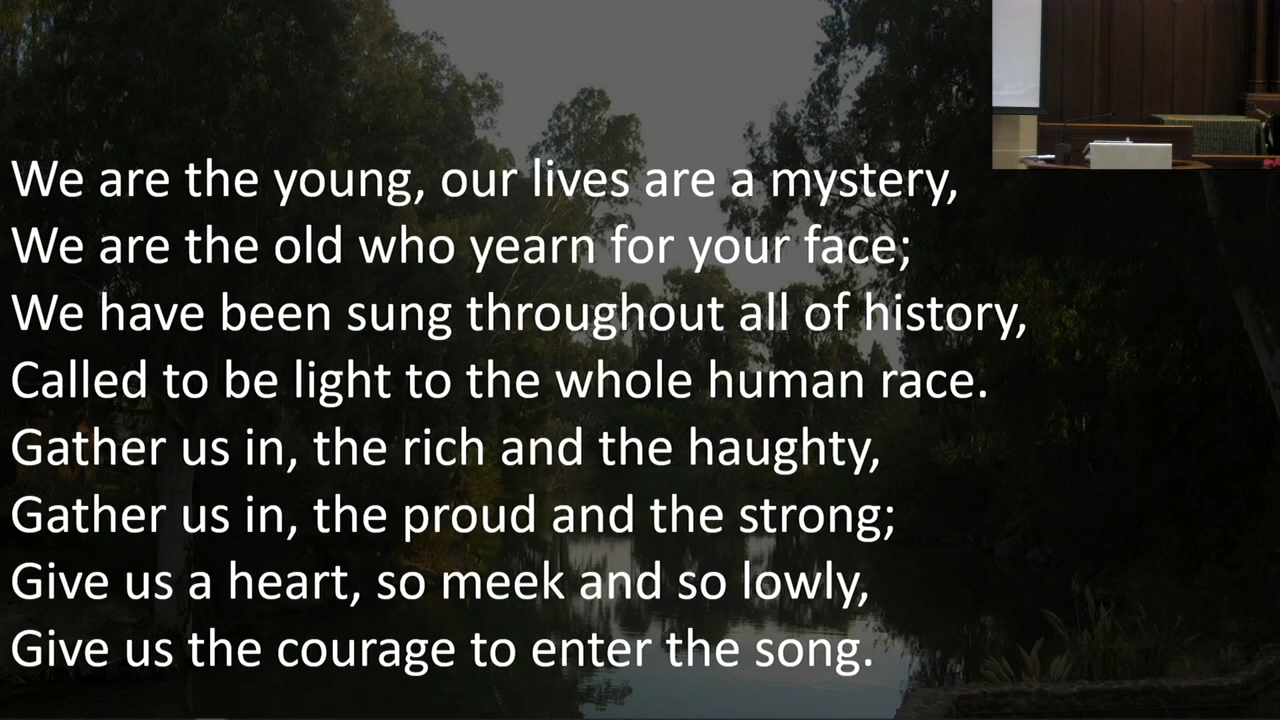 We are the young, our lives are a mystery,
We are the old who yearn for your face;
We have been sung throughout all of history,
Called to be light to the whole human race.
Gather us in, the rich and the haughty,
Gather us in, the proud and the strong;
Give us a heart, so meek and so lowly,
Give us the courage to enter the song.